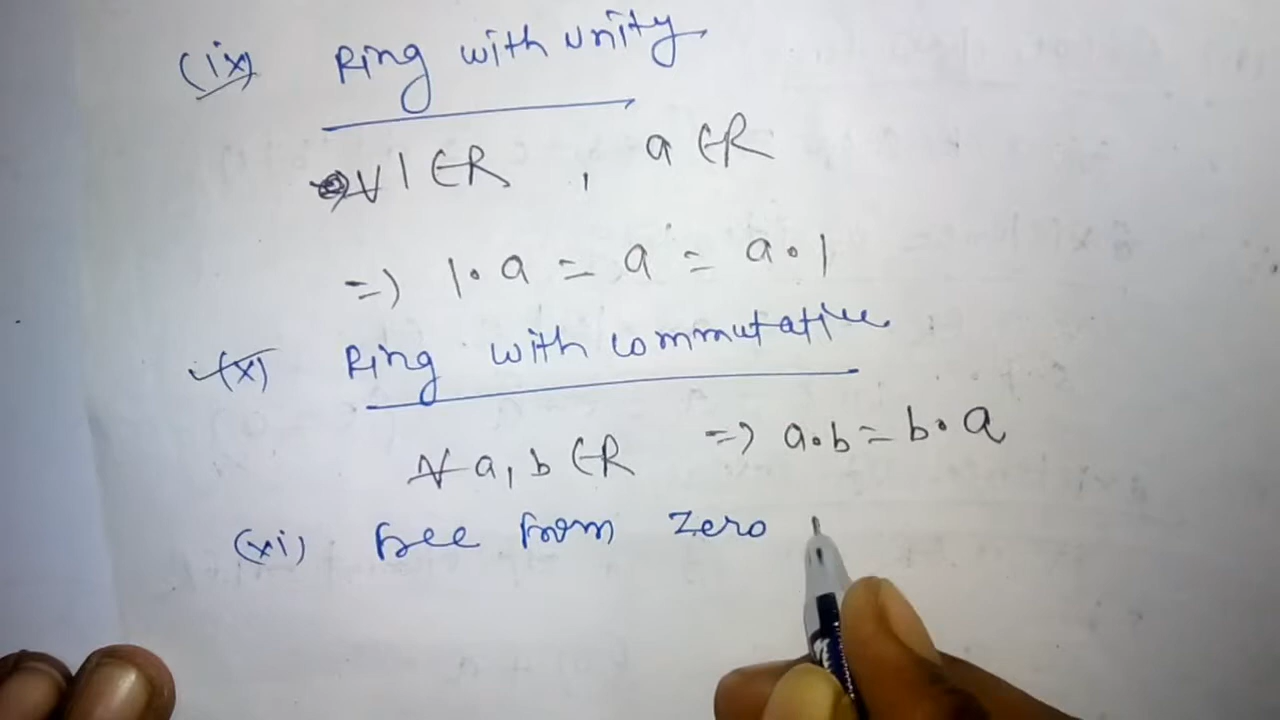 (ix) Ring with unity
∀ 1 ∈ R , a ∈ R
=> 1·a = a = a·1
(x) Ring with commutative
∀ a, b ∈ R => a·b = b·a
(xi) free from zero